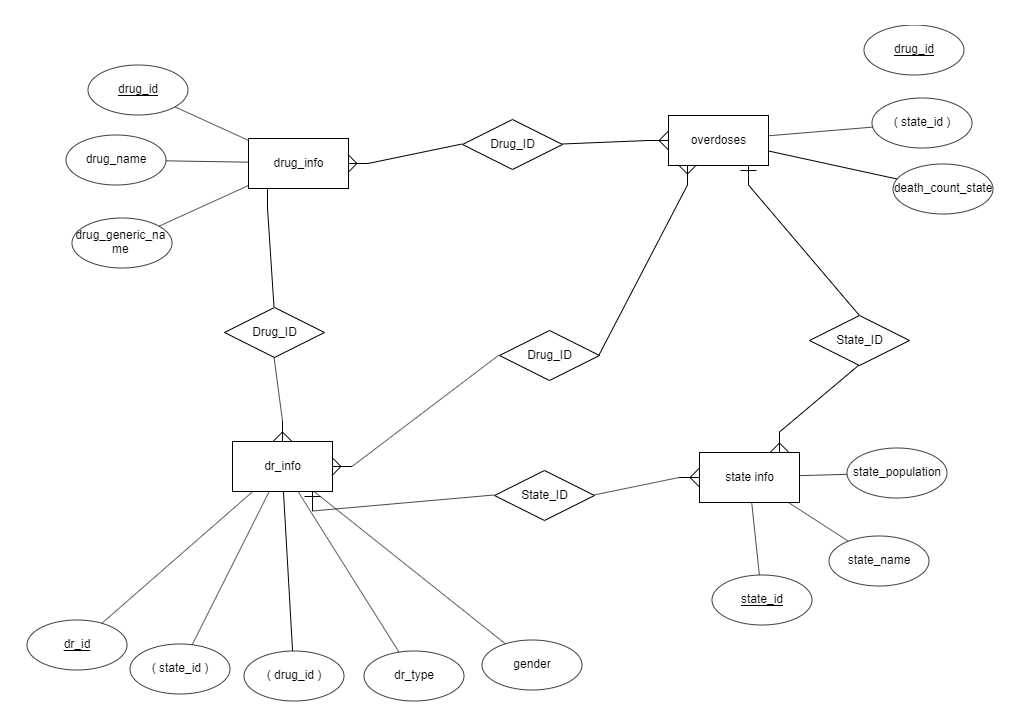 drug_id
drug_id
( state_id )
drug_name
drug_info
Drug_ID
overdoses
death_count_state
drug_generic_na
me
Drug_ID
Drug_ID
State_ID
dr_info
State_ID
state info
state_population
state_name
state_id
dr_id
( state_id )
( drug_id )
dr_type
gender